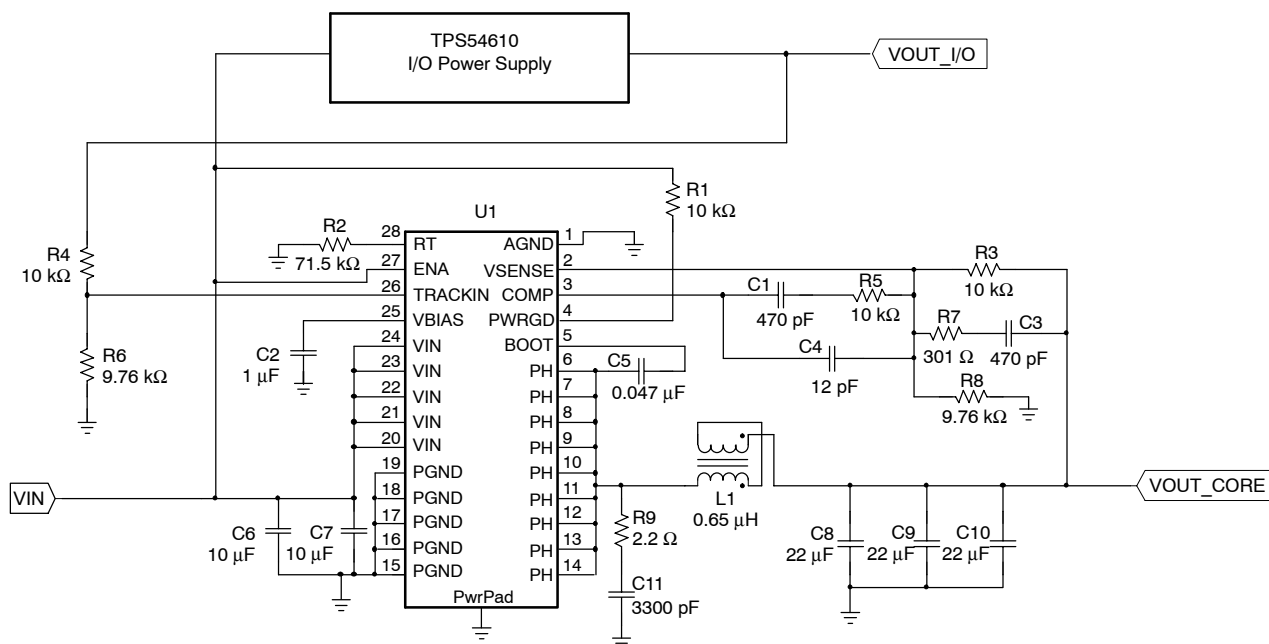 TPS54610
I/O Power Supply
VOUT_I/O
R1
10 kΩ
U1
R2
71.5 kΩ
R4
10 kΩ
R6
9.76 kΩ
C2
1 μF
28
27
26
25
24
23
22
21
20
19
18
17
16
15
RT
ENA
TRACKIN
VBIAS
VIN
VIN
VIN
VIN
VIN
PGND
PGND
PGND
PGND
PGND
AGND
VSENSE
COMP
PWRGD
BOOT
PH
PH
PH
PH
PH
PH
PH
PH
PH
PwrPad
1
2
3
4
5
6
7
8
9
10
11
12
13
14
R3
10 kΩ
C1
470 pF
R5
10 kΩ
R7
301 Ω
C3
470 pF
C4
12 pF
R8
9.76 kΩ
C5
0.047 μF
L1
0.65 μH
VIN
C6
10 μF
C7
10 μF
R9
2.2 Ω
C11
3300 pF
C8
22 μF
C9
22 μF
C10
22 μF
VOUT_CORE